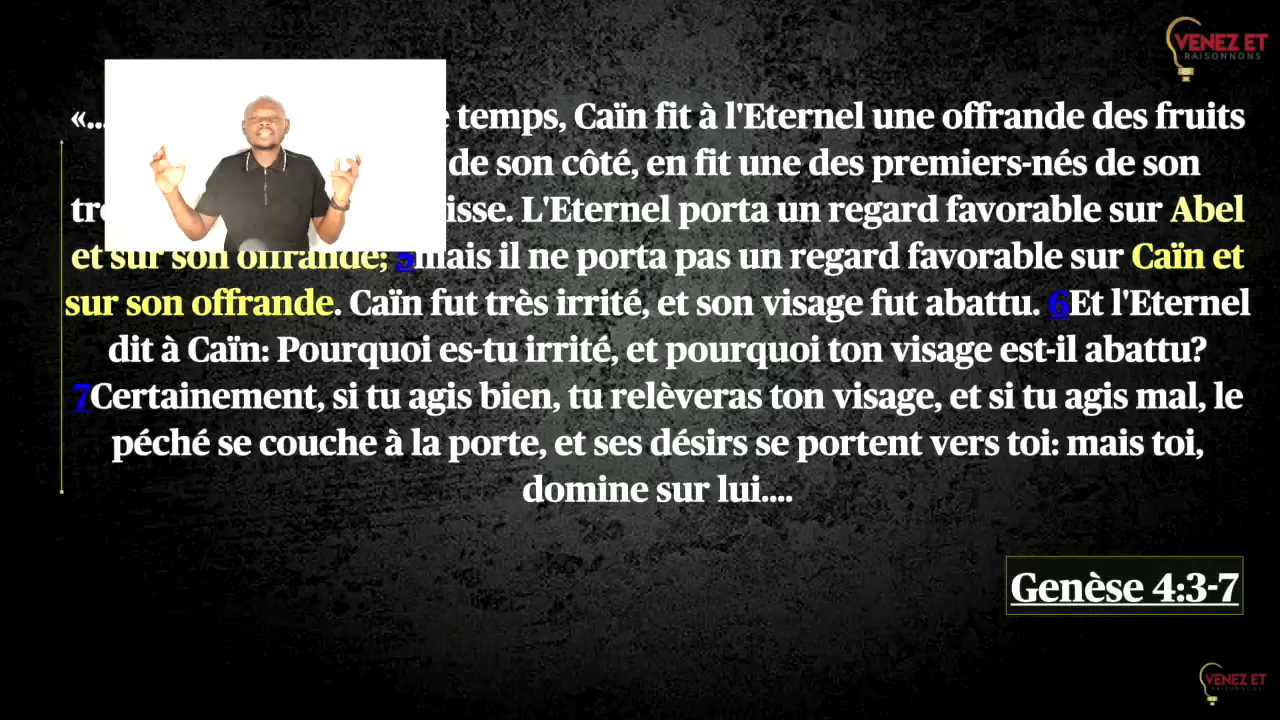 VENEZ ET
RAISONNONS
«... temps, Caïn fit à l'Eternel une offrande des fruits
de son côté, en fit une des premiers-nés de son
isse. L'Eternel porta un regard favorable sur Abel
et sur son offrande; 5mais il ne porta pas un regard favorable sur Caïn et
sur son offrande. Caïn fut très irrité, et son visage fut abattu. 6Et l'Eternel
dit à Caïn: Pourquoi es-tu irrité, et pourquoi ton visage est-il abattu?
7Certainement, si tu agis bien, tu relèveras ton visage, et si tu agis mal, le
péché se couche à la porte, et ses désirs se portent vers toi: mais toi,
domine sur lui....
Genèse 4:3-7
VENEZ ET
RAISONNONS